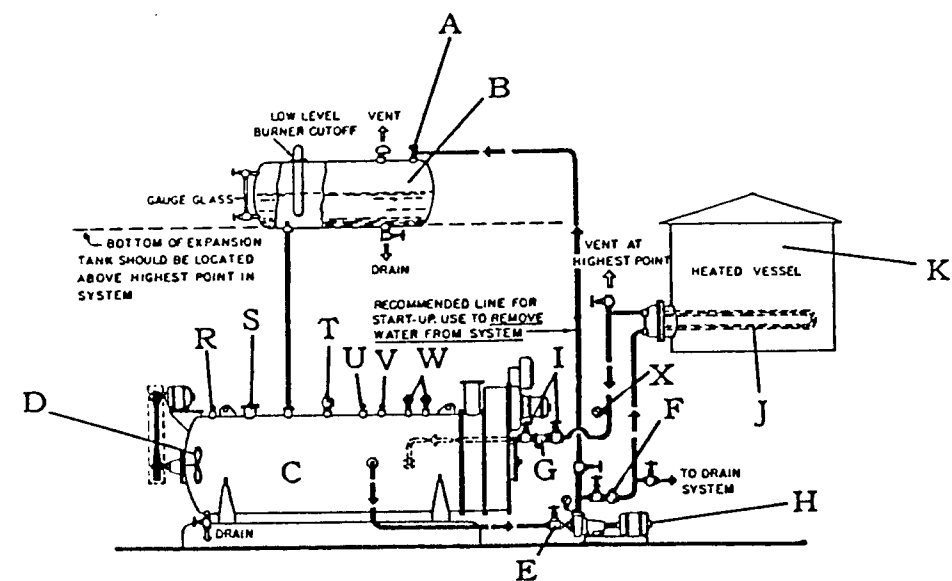 A
B
LOW LEVEL
BURNER CUTOFF
VENT
GAUGE GLASS
BOTTOM OF EXPANSION
TANK SHOULD BE LOCATED
ABOVE HIGHEST POINT IN
SYSTEM
DRAIN
VENT AT
HIGHEST POINT
HEATED VESSEL
K
RECOMMENDED LINE FOR
START-UP. USE TO REMOVE
WATER FROM SYSTEM
R
S
T
U
V
W
I
X
J
D
F
C
G
TO DRAIN
SYSTEM
H
DRAIN
E